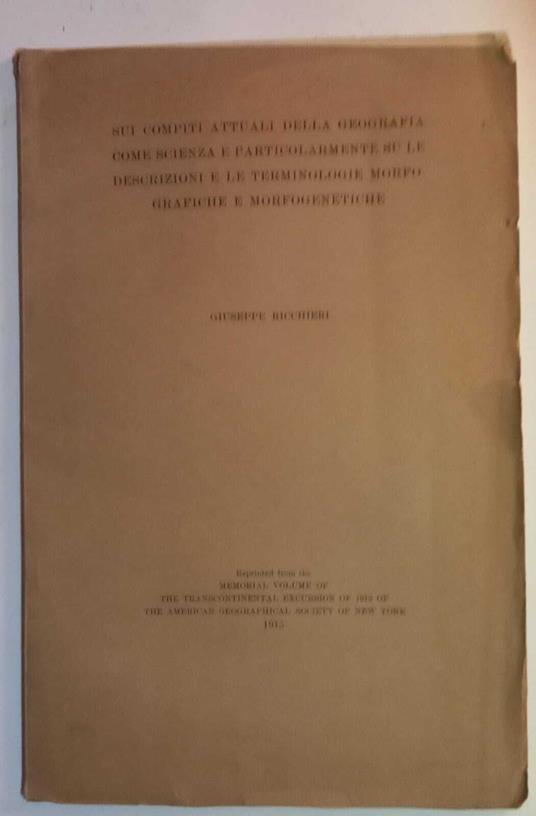 SUI COMPITI ATTUALI DELLA GEOGRAFIA
COME SCIENZA E PARTICOLARMENTE SU LE
DESCRIZIONI E LE TERMINOLOGIE MORFO
GRAFICHE E MORFOGENETICHE
GIUSEPPE RICCHIERI
Reprinted from the
MEMORIAL VOLUME OF
THE TRANSCONTINENTAL EXCURSION OF 1912 OF
THE AMERICAN GEOGRAPHICAL SOCIETY OF NEW YORK
1915